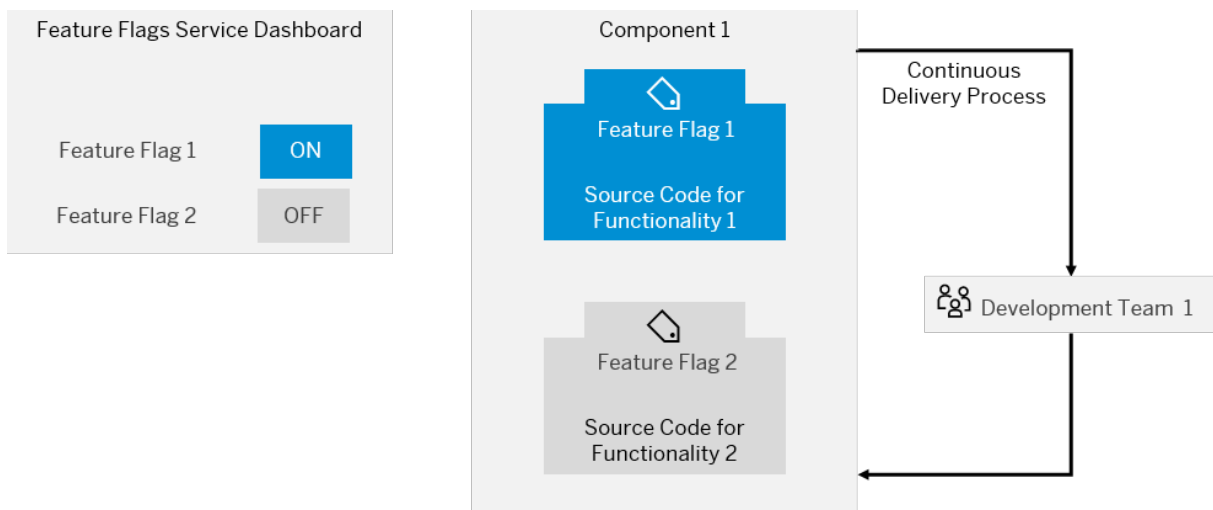 Feature Flags Service Dashboard
Feature Flag 1
ON
Feature Flag 2
OFF
Component 1
Feature Flag 1
Source Code for
Functionality 1
Feature Flag 2
Source Code for
Functionality 2
Continuous
Delivery Process
Development Team 1